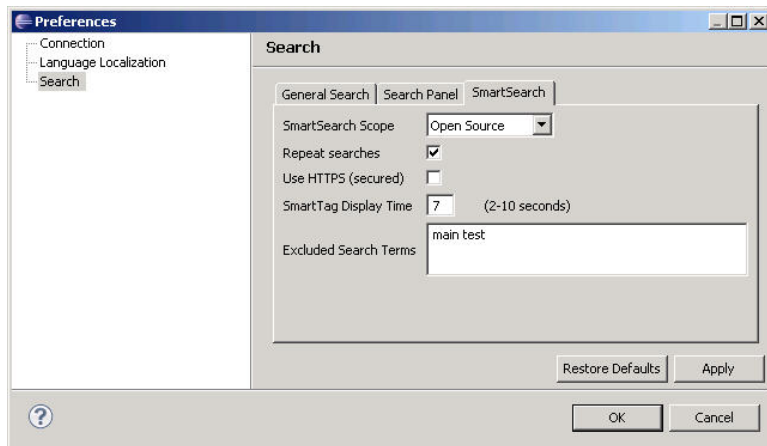 Preferences
Connection
Language Localization
Search
Search
General Search Search Panel SmartSearch
SmartSearch Scope Open Source
Repeat searches
Use HTTPS (secured)
SmartTag Display Time 7 (2-10 seconds)
main test
Excluded Search Terms
Restore Defaults Apply
? OK Cancel